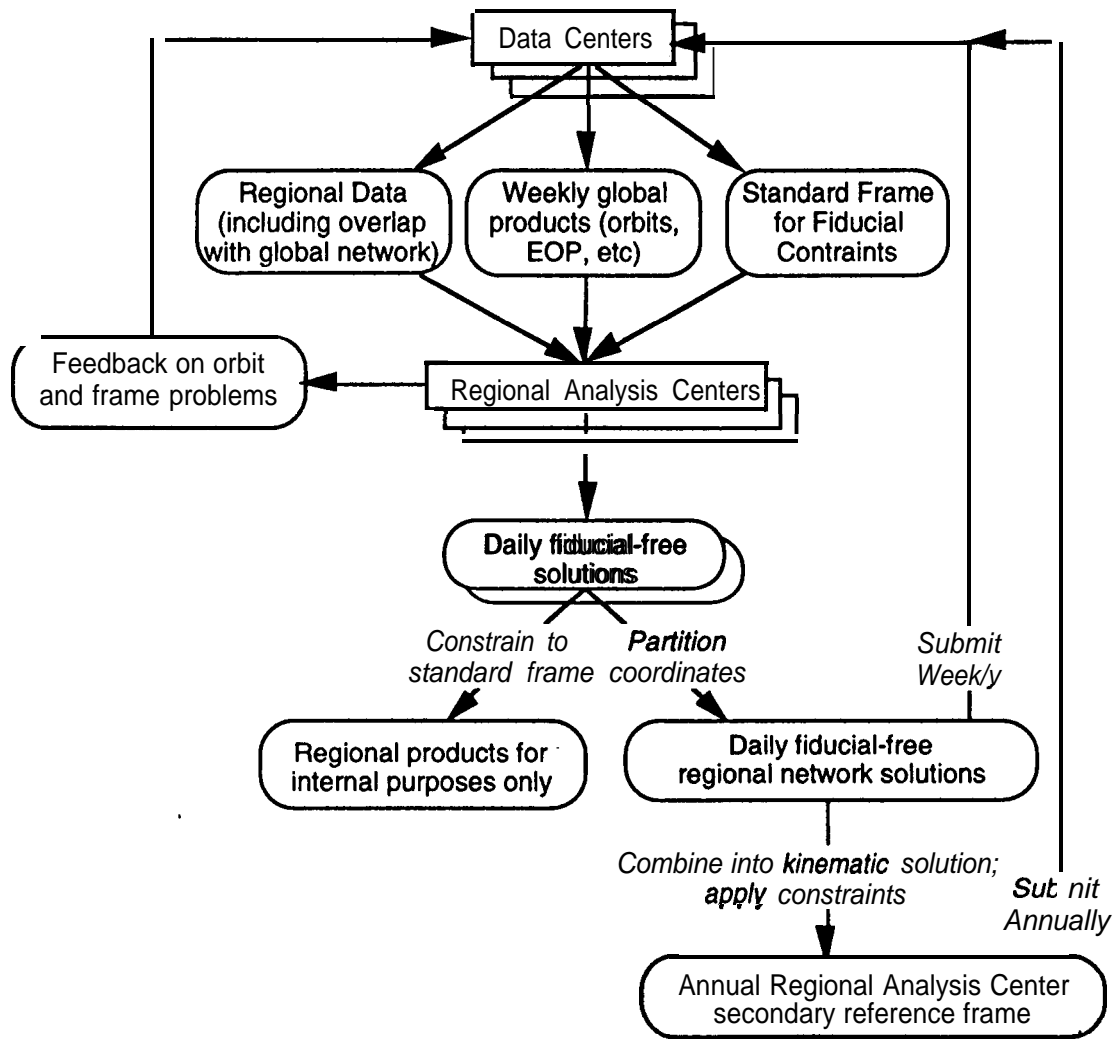 Data Centers
Regional Data
(including overlap
with global network)
Weekly global
products (orbits,
EOP, etc)
Standard Frame
for Fiducial
Contraints
Feedback on orbit
and frame problems
Regional Analysis Centers
Daily fiducial-free
solutions
Constrain to
standard frame
Partition
coordinates
Submit
Week/y
Regional products for
internal purposes only
Daily fiducial-free
regional network solutions
Combine into kinematic solution;
apply constraints
Sub nit
Annually
Annual Regional Analysis Center
secondary reference frame